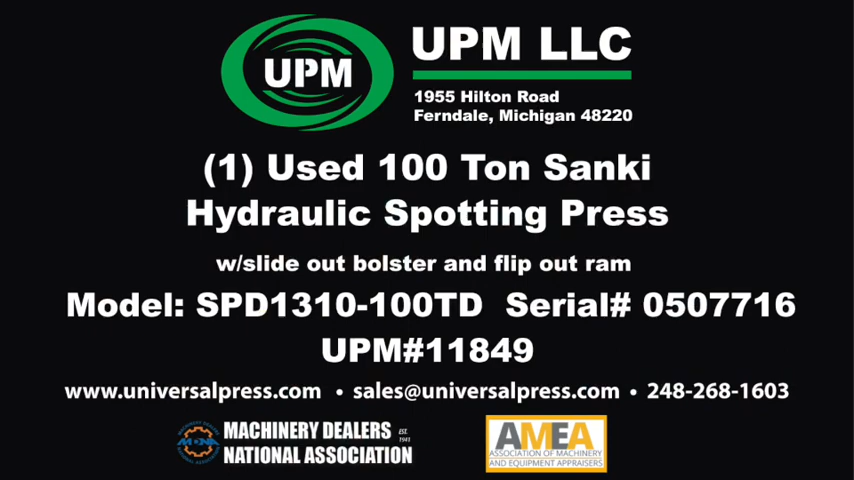 UPM
UPM LLC
1955 Hilton Road
Ferndale, Michigan 48220
(1) Used 100 Ton Sanki
Hydraulic Spotting Press
w/slide out bolster and flip out ram
Model: SPD1310-100TD Serial# 0507716
UPM#11849
www.universalpress.com • sales@universalpress.com • 248-268-1603
MACHINERY DEALERS EST. 1941
NATIONAL ASSOCIATION
AMEA
ASSOCIATION OF MACHINERY
AND EQUIPMENT APPRAISERS